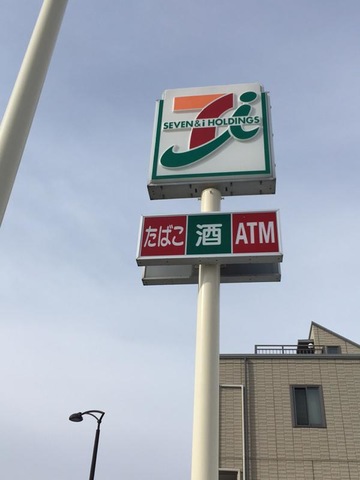 SEVEN&i HOLDINGS
たばこ 酒 ATM